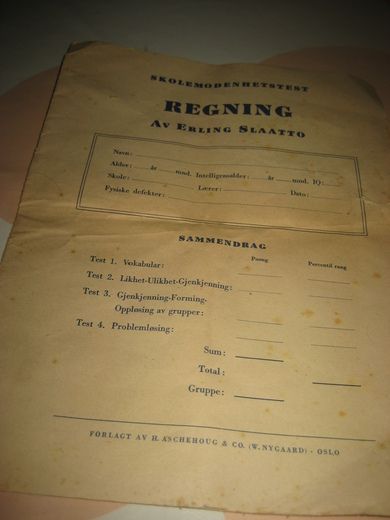 SKOLEMODENHETSTEST
REGNING
AV ERLING SLAATTO
Navn:
Alder: år mnd. Intelligensalder: år mnd. IQ:
Skole: Lærer: Dato:
Fysiske defekter:
SAMMENDRAG
Poeng Percentil rang
Test 1. Vokabular:
Test 2. Likhet-Ulikhet-Gjenkjenning:
Test 3. Gjenkjenning-Forming-
Oppløsing av grupper:
Test 4. Problemløsing:
Sum:
Total:
Gruppe:
FORLAGT AV H. ASCHEHOUG & CO. (W. NYGAARD) - OSLO